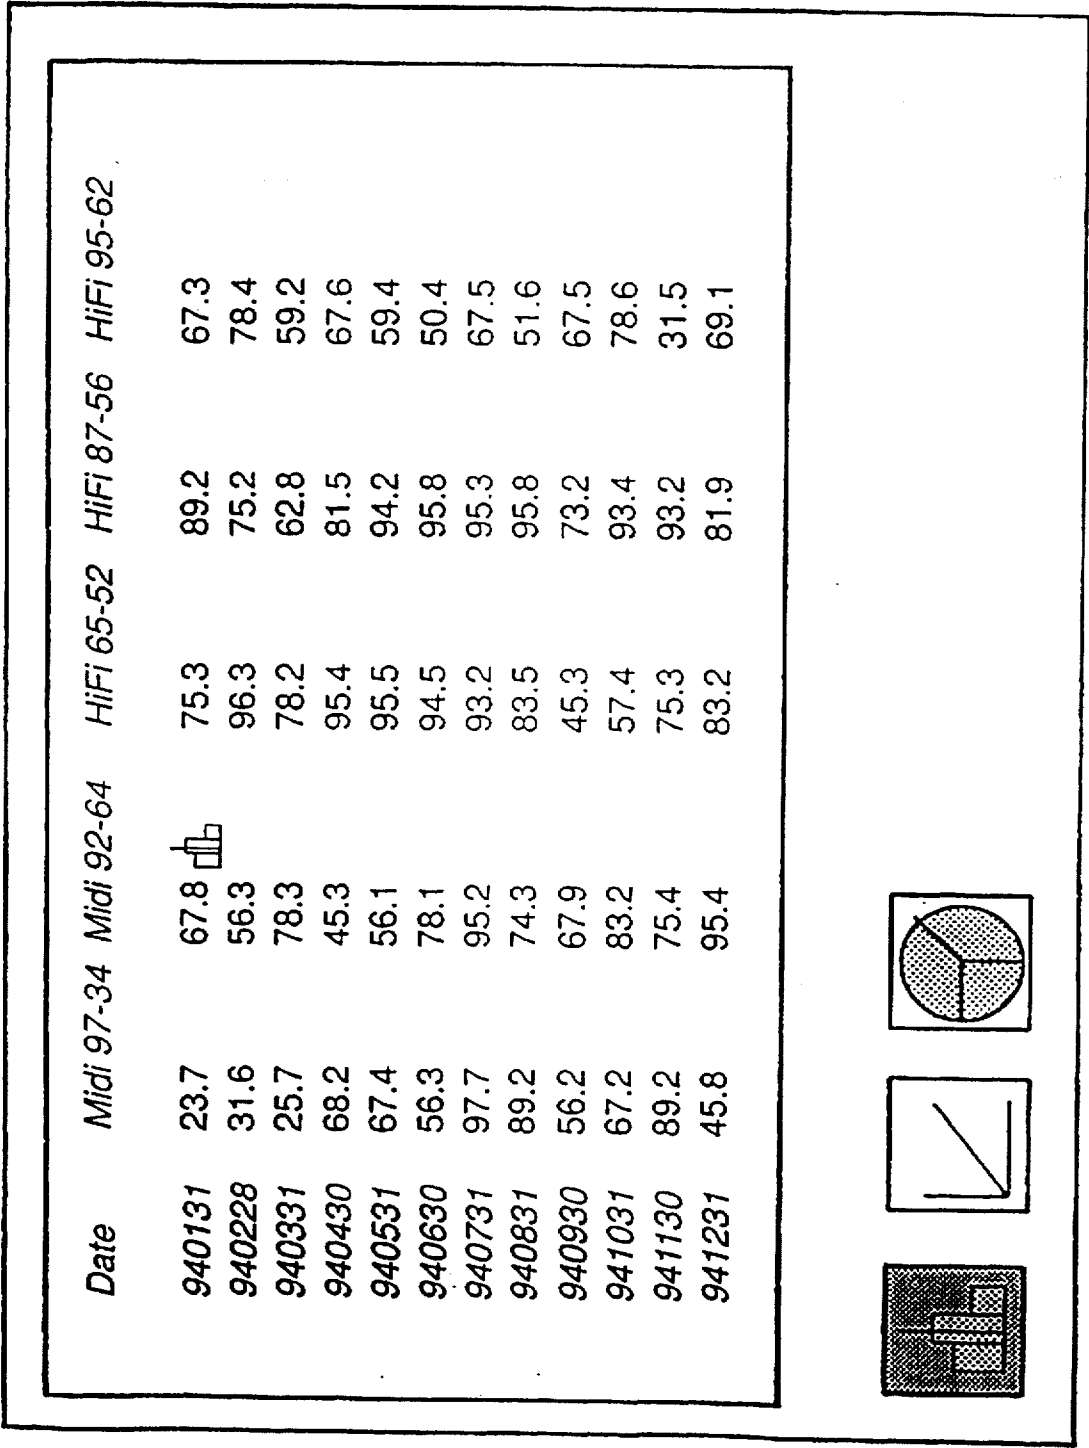 Date Midi 97-34 Midi 92-64 HiFi 65-52 HiFi 87-56 HiFi 95-62
940131 23.7 67.8 75.3 89.2 67.3
940228 31.6 56.3 96.3 75.2 78.4
940331 25.7 78.3 78.2 62.8 59.2
940430 68.2 45.3 95.4 81.5 67.6
940531 67.4 56.1 95.5 94.2 59.4
940630 56.3 78.1 94.5 95.8 50.4
940731 97.7 95.2 93.2 95.3 67.5
940831 89.2 74.3 83.5 95.8 51.6
940930 56.2 67.9 45.3 73.2 67.5
941031 67.2 83.2 57.4 93.4 78.6
941130 89.2 75.4 75.3 93.2 31.5
941231 45.8 95.4 83.2 81.9 69.1